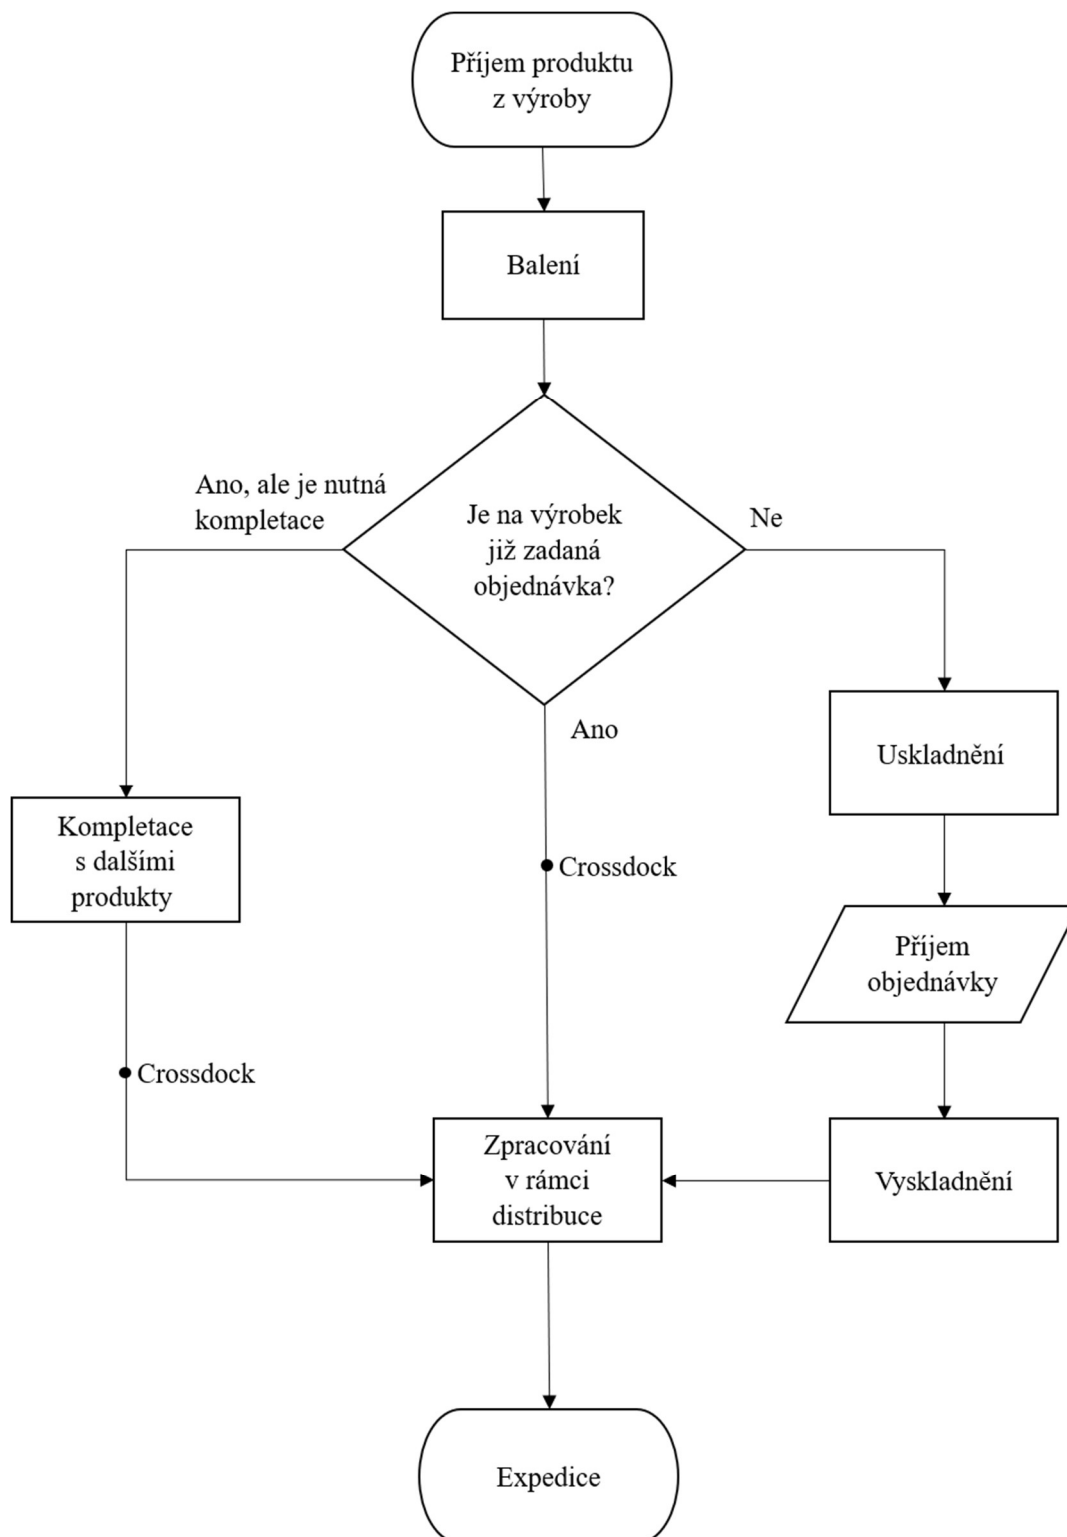 Příjem produktu
z výroby
Balení
Ano, ale je nutná
kompletace
Je na výrobek
již zadaná
objednávka?
Ne
Ano
Uskladnění
Kompletace
s dalšími
produkty
Crossdock
Příjem
objednávky
Crossdock
Zpracování
v rámci
distribuce
Vyskladnění
Expedice